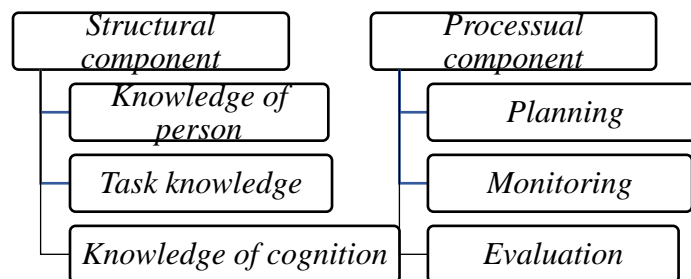 Structural
component
Knowledge of
person
Task knowledge
Knowledge of cognition
Processual
component
Planning
Monitoring
Evaluation